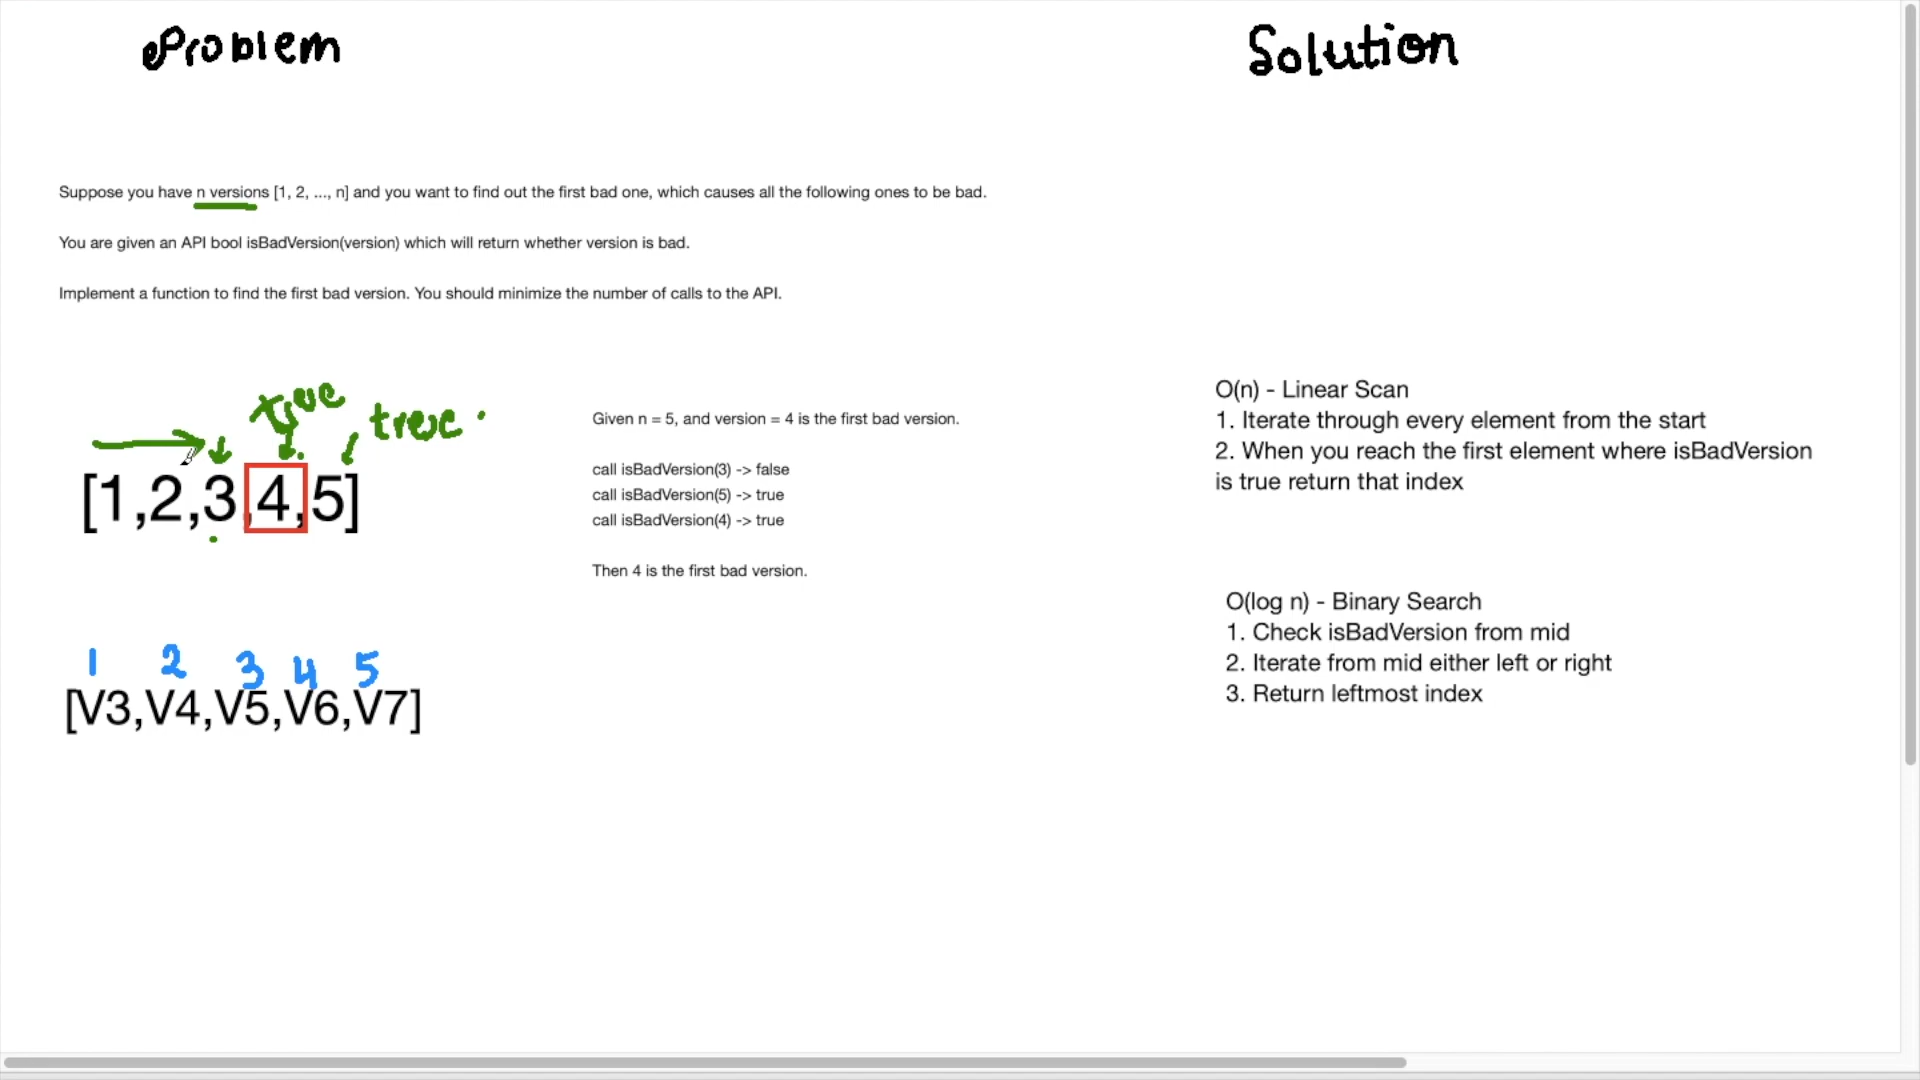 Problem
Solution
Suppose you have n versions [1, 2, ..., n] and you want to find out the first bad one, which causes all the following ones to be bad.
You are given an API bool isBadVersion(version) which will return whether version is bad.
Implement a function to find the first bad version. You should minimize the number of calls to the API.
true
true
[1,2,3,4,5]
Given n = 5, and version = 4 is the first bad version.
call isBadVersion(3) -> false
call isBadVersion(5) -> true
call isBadVersion(4) -> true
Then 4 is the first bad version.
1 2 3 4 5
[V3,V4,V5,V6,V7]
O(n) - Linear Scan
1. Iterate through every element from the start
2. When you reach the first element where isBadVersion
is true return that index
O(log n) - Binary Search
1. Check isBadVersion from mid
2. Iterate from mid either left or right
3. Return leftmost index